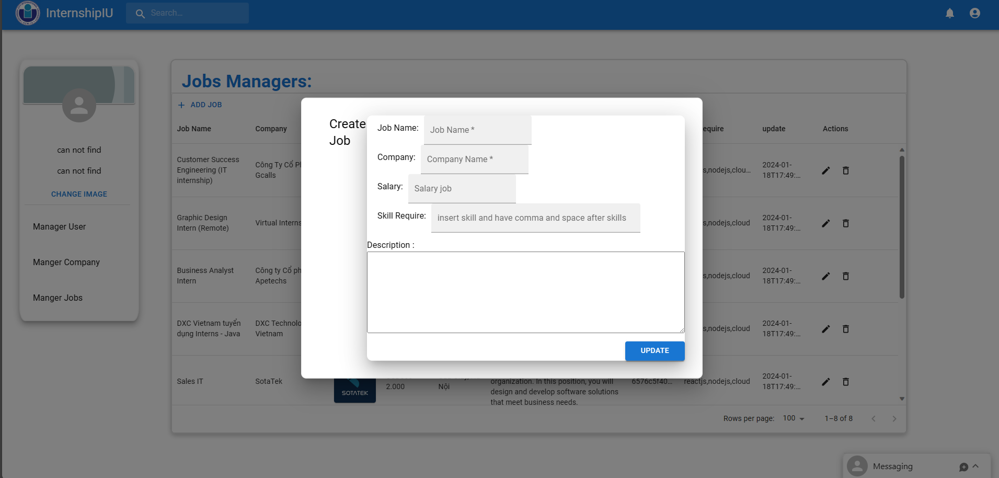 InternshipIU
Search...
can not find
can not find
CHANGE IMAGE
Manager User
Manger Company
Manger Jobs
Jobs Managers:
+ ADD JOB
Job Name Company equire update Actions
Customer Success
Engineering (IT
internship)
Công Ty Cổ Ph
Gcalls
s,nodejs,clou...
2024-01-
18T17:49:...
Graphic Design
Intern (Remote)
Virtual Interns
s,nodejs,cloud
2024-01-
18T17:49:...
Business Analyst
Intern
Công ty Cổ ph
Apetechs
s,nodejs,cloud
2024-01-
18T17:49:...
DXC Vietnam tuyển
dụng Interns - Java
DXC Technolo
Vietnam
s,nodejs,cloud
2024-01-
18T17:49:...
Sales IT
SotaTek
SOTATEK
2.000
Nội
organization. In this position, you will
design and develop software solutions
that meet business needs.
6576c5f40...
reactjs,nodejs,cloud
2024-01-
18T17:49:...
Rows per page: 100 1–8 of 8
Create
Job
Job Name: Job Name *
Company: Company Name *
Salary: Salary job
Skill Require: insert skill and have comma and space after skills
Description :
UPDATE
Messaging